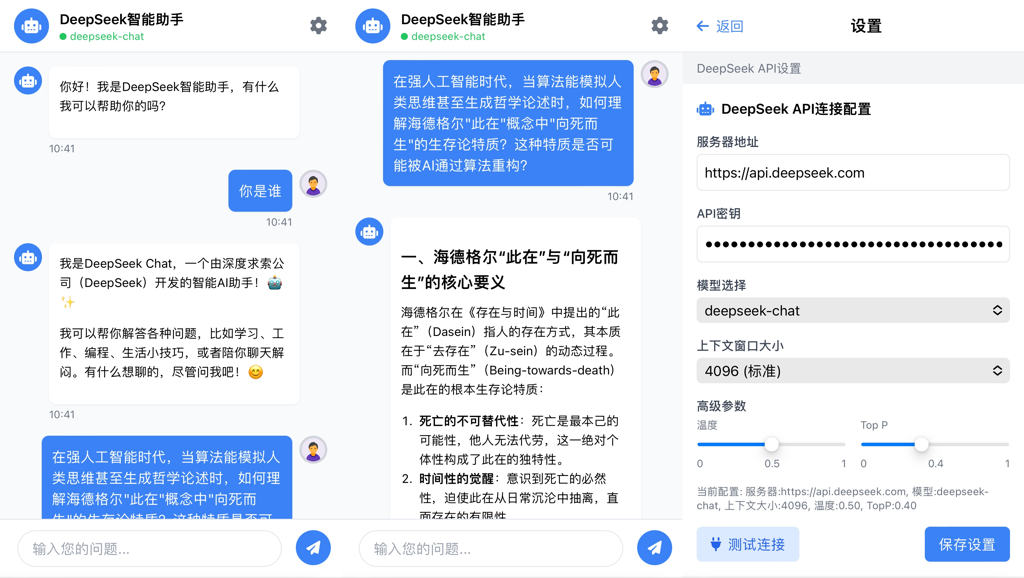 DeepSeek智能助手
deepseek-chat
你好！我是DeepSeek智能助手，有什么
我可以帮助你的吗？
10:41
你是谁
10:41
我是DeepSeek Chat，一个由深度求索公
司（DeepSeek）开发的智能AI助手！🤖
✨
我可以帮你解答各种问题，比如学习、工
作、编程、生活小技巧，或者陪你聊天解
闷。有什么想聊的，尽管问我吧！😊
10:41
在强人工智能时代，当算法能模拟人
类思维甚至生成哲学论述时，如何理
解海德格尔"此在"概念中"向死而
生"的生存论特质？这种特质是否可
输入您的问题...
DeepSeek智能助手
deepseek-chat
在强人工智能时代，当算法能模拟人
类思维甚至生成哲学论述时，如何理
解海德格尔"此在"概念中"向死而
生"的生存论特质？这种特质是否可
能被AI通过算法重构？
10:41
一、海德格尔“此在”与“向死而
生”的核心要义
海德格尔在《存在与时间》中提出的“此
在”（Dasein）指人的存在方式，其本质
在于“去存在”（Zu-sein）的动态过程。
而“向死而生”（Being-towards-death）
是此在的根本生存论特质：
1. 死亡的不可替代性：死亡是最本己的
可能性，他人无法代劳，这一绝对个
体性构成了此在的独特性。
2. 时间性的觉醒：意识到死亡的必然
性，迫使此在从日常沉沦中抽离，直
面存在的有限性
输入您的问题...
返回
设置
DeepSeek API设置
DeepSeek API连接配置
服务器地址
https://api.deepseek.com
API密钥
模型选择
deepseek-chat
上下文窗口大小
4096 (标准)
高级参数
温度 Top P
0 0.5 1 0 0.4 1
当前配置: 服务器:https://api.deepseek.com, 模型:deepseek-
chat, 上下文大小:4096, 温度:0.50, TopP:0.40
测试连接
保存设置